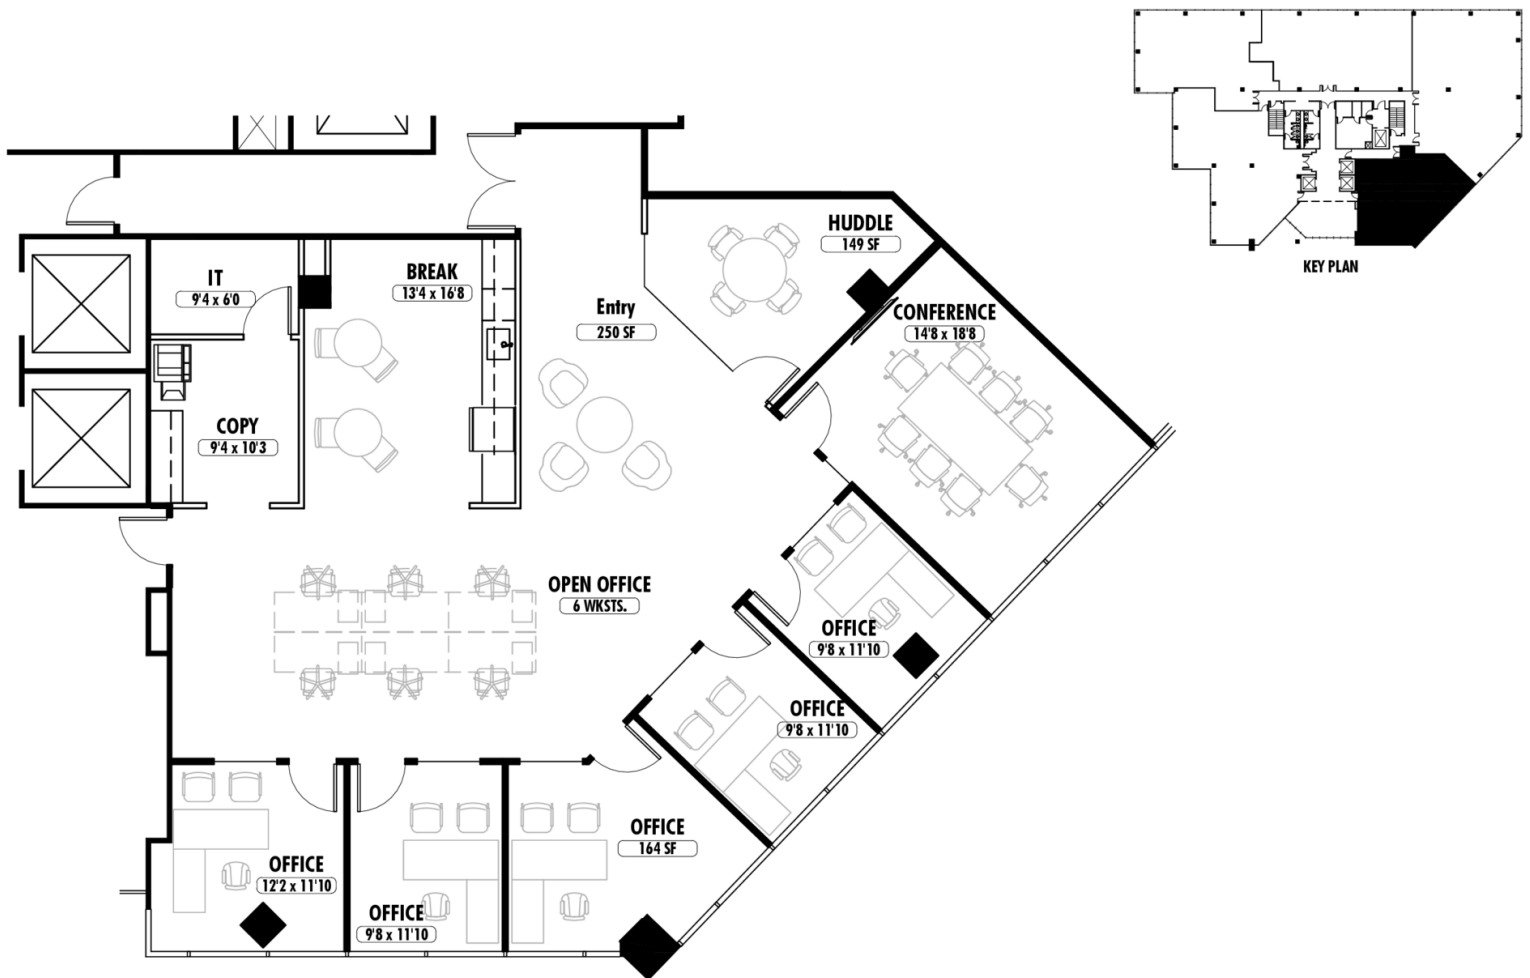 KEY PLAN
HUDDLE
149 SF
IT
9'4 x 6'0
BREAK
13'4 x 16'8
Entry
250 SF
CONFERENCE
14'8 x 18'8
COPY
9'4 x 10'3
OPEN OFFICE
6 WKSTS.
OFFICE
9'8 x 11'10
OFFICE
9'8 x 11'10
OFFICE
164 SF
OFFICE
12'2 x 11'10
OFFICE
9'8 x 11'10